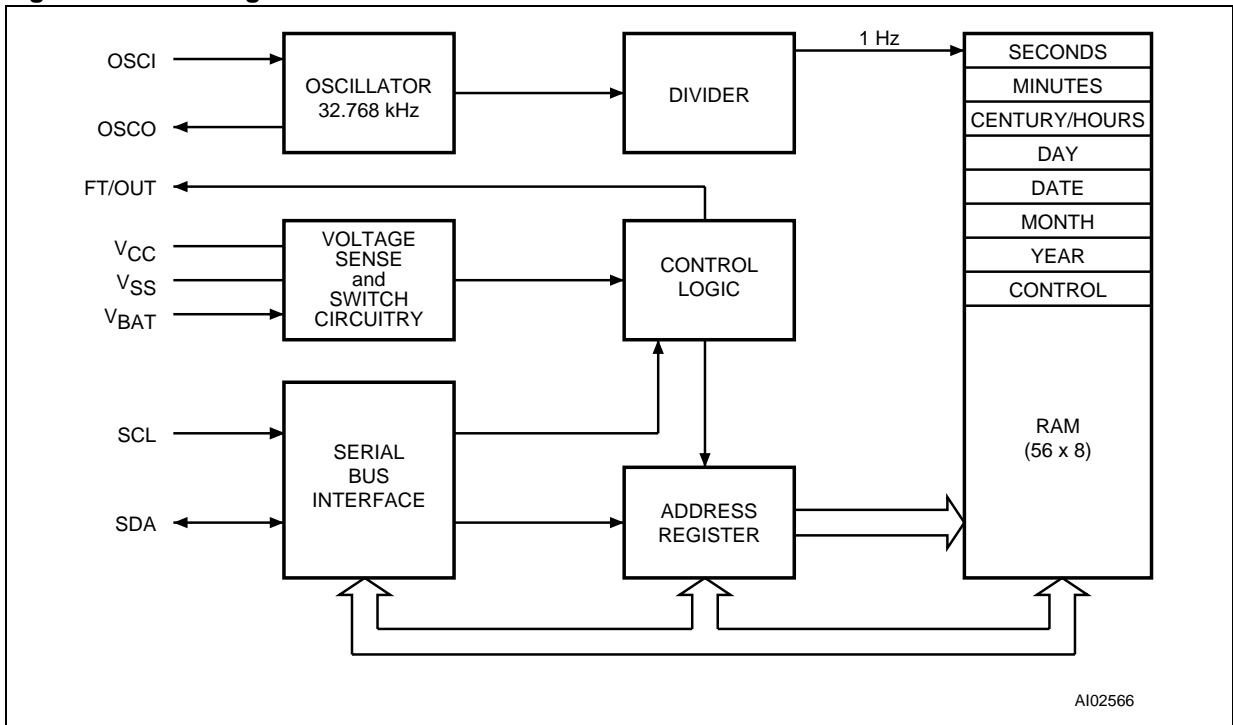 OSCI
OSCO
FT/OUT
VCC
VSS
VBAT
SCL
SDA
OSCILLATOR
32.768 kHz
VOLTAGE
SENSE
and
SWITCH
CIRCUITRY
SERIAL
BUS
INTERFACE
DIVIDER
CONTROL
LOGIC
ADDRESS
REGISTER
1 Hz
SECONDS
MINUTES
CENTURY/HOURS
DAY
DATE
MONTH
YEAR
CONTROL
RAM
(56 x 8)
AI02566